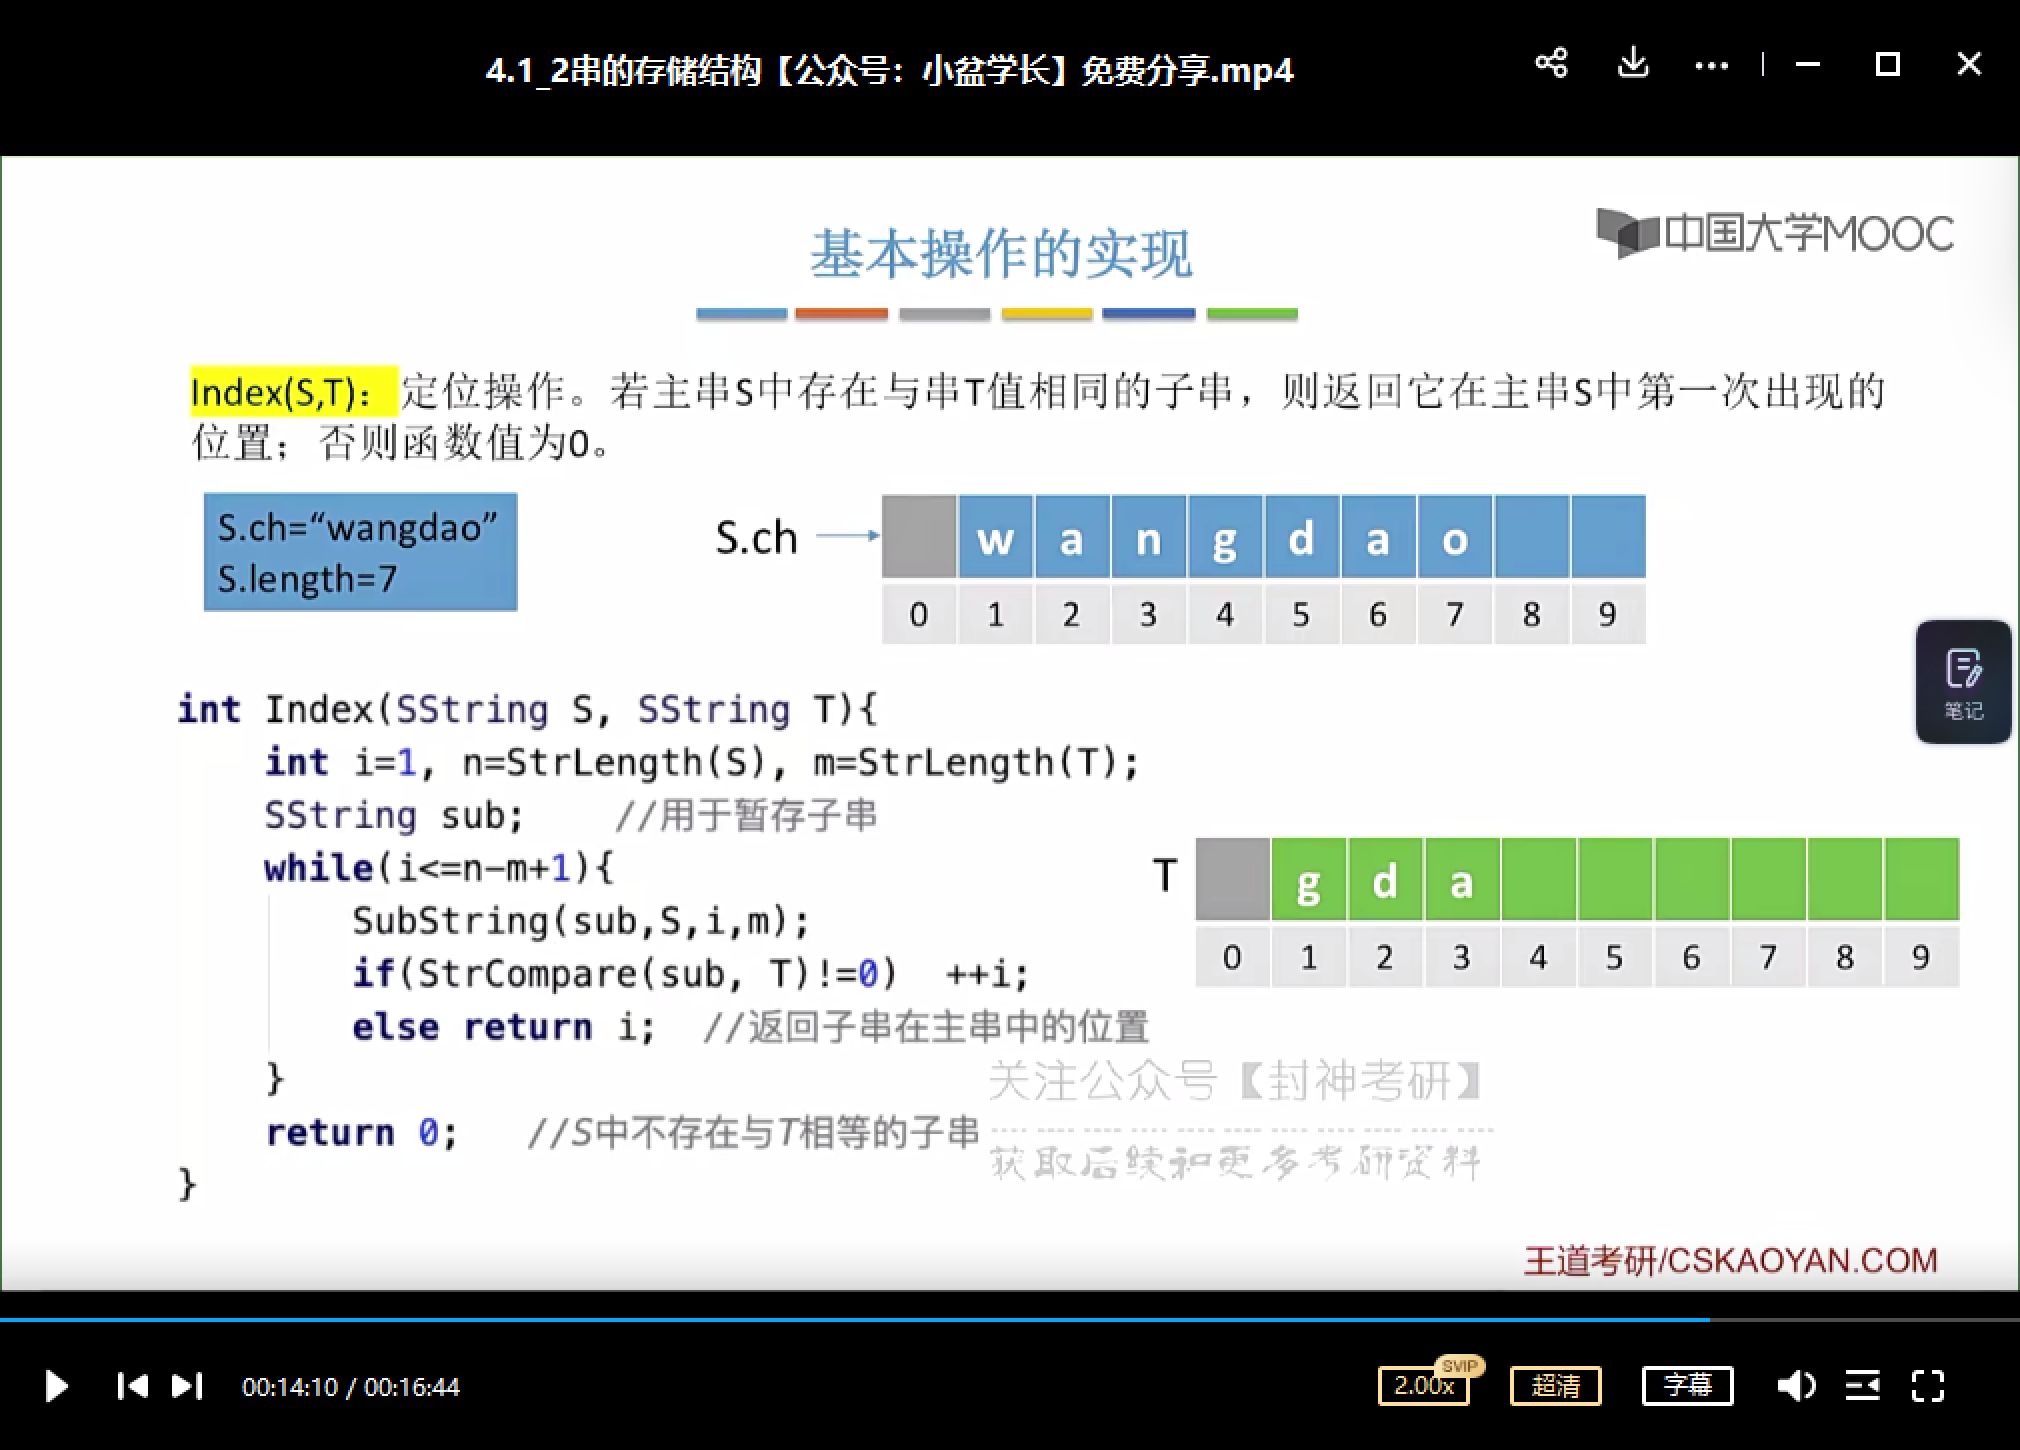 4.1_2串的存储结构【公众号：小盆学长】免费分享.mp4
中国大学MOOC
基本操作的实现
Index(S,T)：定位操作。若主串S中存在与串T值相同的子串，则返回它在主串S中第一次出现的
位置；否则函数值为0。
S.ch=“wangdao”
S.length=7
S.ch
w a n g d a o
0 1 2 3 4 5 6 7 8 9
笔记
int Index(SString S, SString T){
int i=1, n=StrLength(S), m=StrLength(T);
SString sub; //用于暂存子串
while(i<=n-m+1){
SubString(sub,S,i,m);
if(StrCompare(sub, T)!=0) ++i;
else return i; //返回子串在主串中的位置
}
return 0; //S中不存在与T相等的子串
}
T
g d a
0 1 2 3 4 5 6 7 8 9
关注公众号【封神考研】
获取后续和更多考研资料
王道考研/CSKAOYAN.COM
00:14:10 / 00:16:44
SVIP
2.00x
超清
字幕